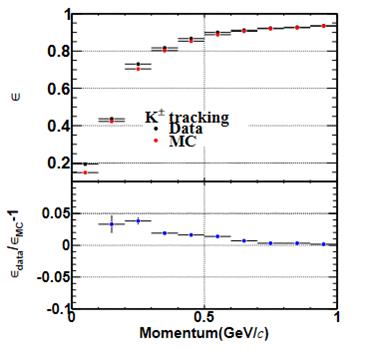 ε
1
0.8
0.6
0.4
0.2
ε
K± tracking
Data
MC
0.05
0
-0.05
-0.1
εdata/εMC-1
0 0.5 1
Momentum(GeV/c)